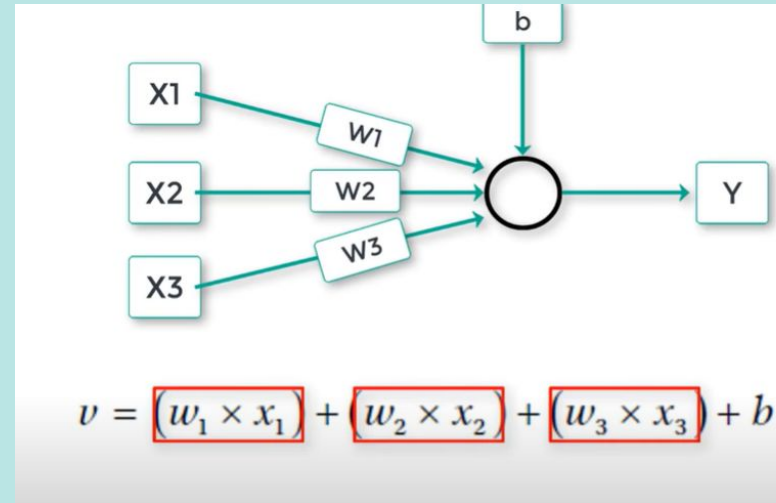 b
X1
W1
X2 W2 Y
W3
X3
v = (w₁ × x₁) + (w₂ × x₂) + (w₃ × x₃) + b